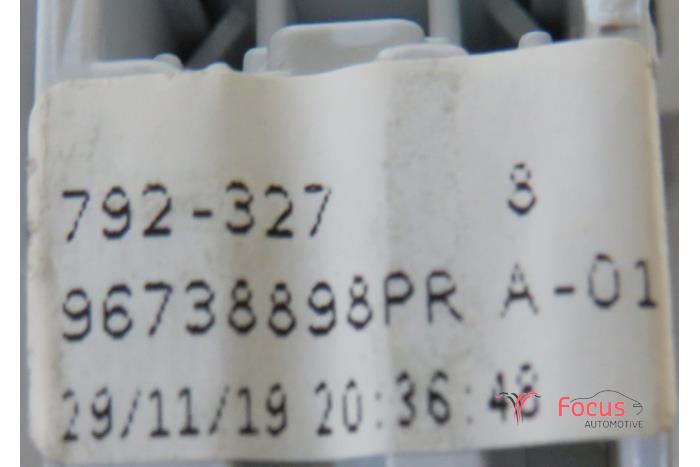 792-327 8
96738898PR A-01
29/11/19 20:36:48
Focus
AUTOMOTIVE